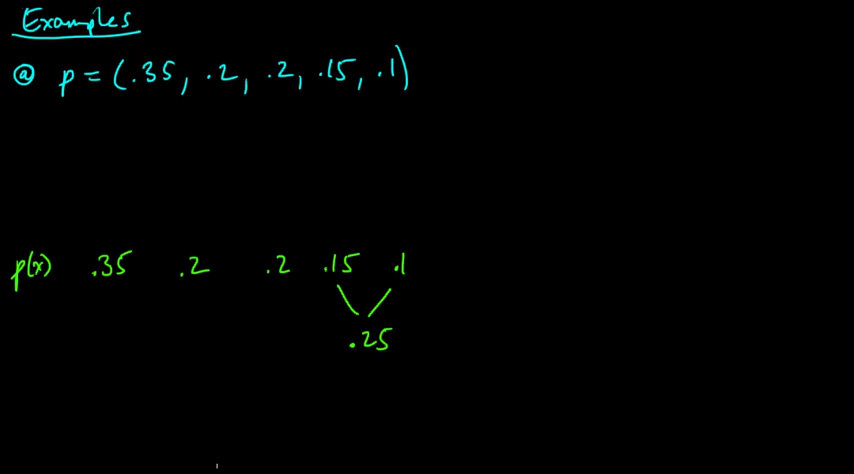 Examples
ⓐ p = (.35, .2, .2, .15, .1)
p(x) .35 .2 .2 .15 .1
.25